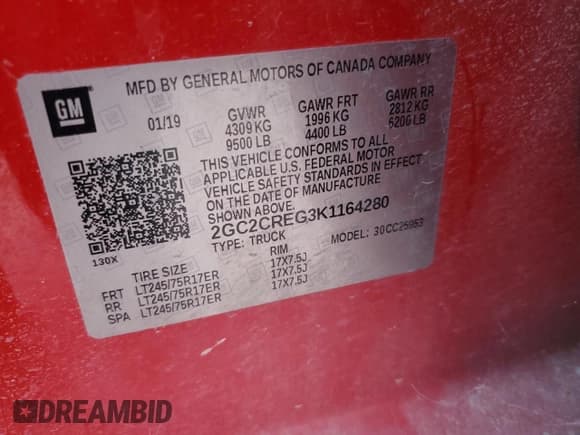 MFD BY GENERAL MOTORS OF CANADA COMPANY
GM
01/19
GVWR
4309 KG
9500 LB
GAWR FRT
1996 KG
4400 LB
GAWR RR
2812 KG
6200 LB
THIS VEHICLE CONFORMS TO ALL
APPLICABLE U.S. FEDERAL MOTOR
VEHICLE SAFETY STANDARDS IN EFFECT
ON THE DATE OF MANUFACTURE
SHOWN ABOVE.
2GC2CREG3K1164280
TYPE: TRUCK
MODEL: 30CC25953
130X
TIRE SIZE
RIM
FRT LT245/75R17ER 17X7.5J
RR LT245/75R17ER 17X7.5J
SPA LT245/75R17ER 17X7.5J
DREAMBID